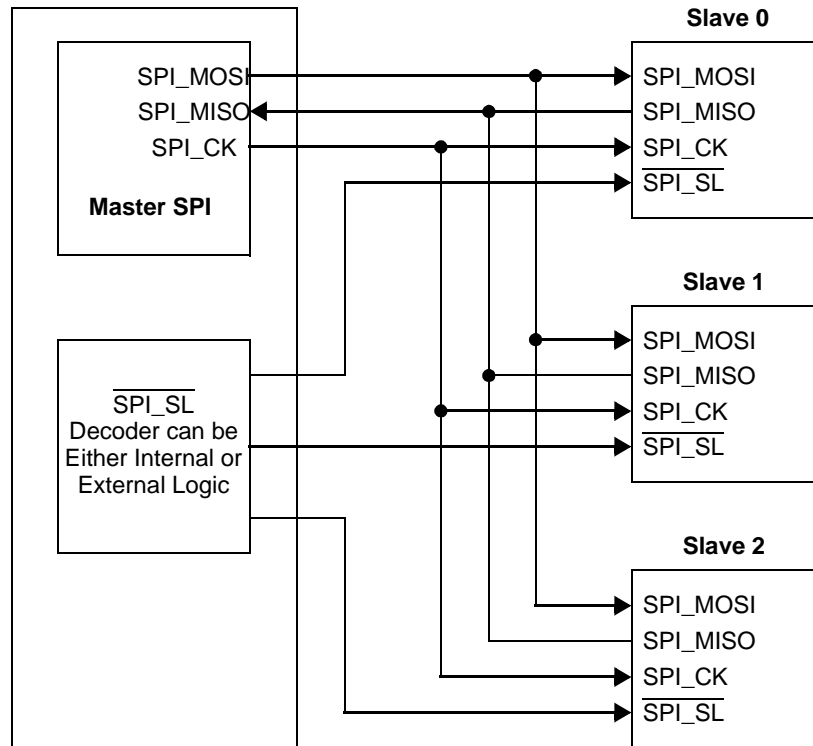 SPI_MOSI
SPI_MISO
SPI_CK
Master SPI
SPI_SL
Decoder can be
Either Internal or
External Logic
Slave 0
SPI_MOSI
SPI_MISO
SPI_CK
SPI_SL
Slave 1
SPI_MOSI
SPI_MISO
SPI_CK
SPI_SL
Slave 2
SPI_MOSI
SPI_MISO
SPI_CK
SPI_SL